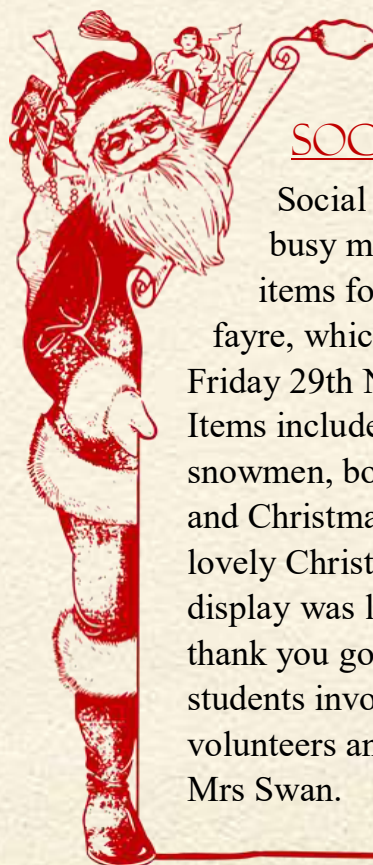 SOC
Social
busy m
items fo
fayre, whic
Friday 29th N
Items include
snowmen, bo
and Christma
lovely Christ
display was l
thank you go
students invo
volunteers an
Mrs Swan.